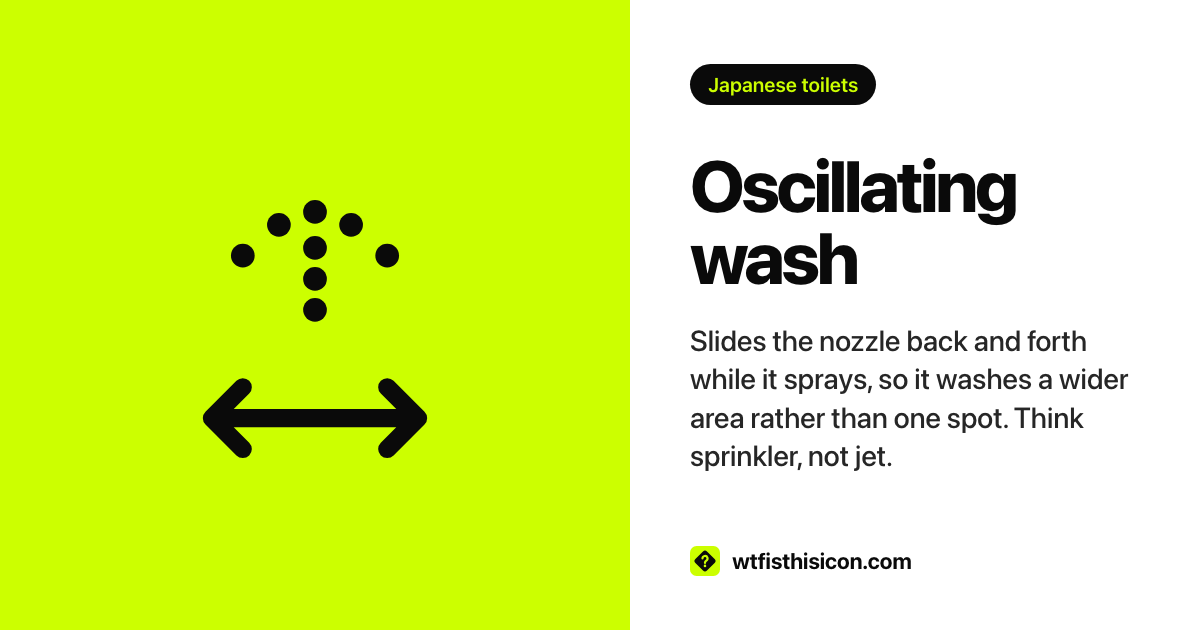 Japanese toilets
Oscillating
wash
Slides the nozzle back and forth
while it sprays, so it washes a wider
area rather than one spot. Think
sprinkler, not jet.
?
wtfisthisicon.com